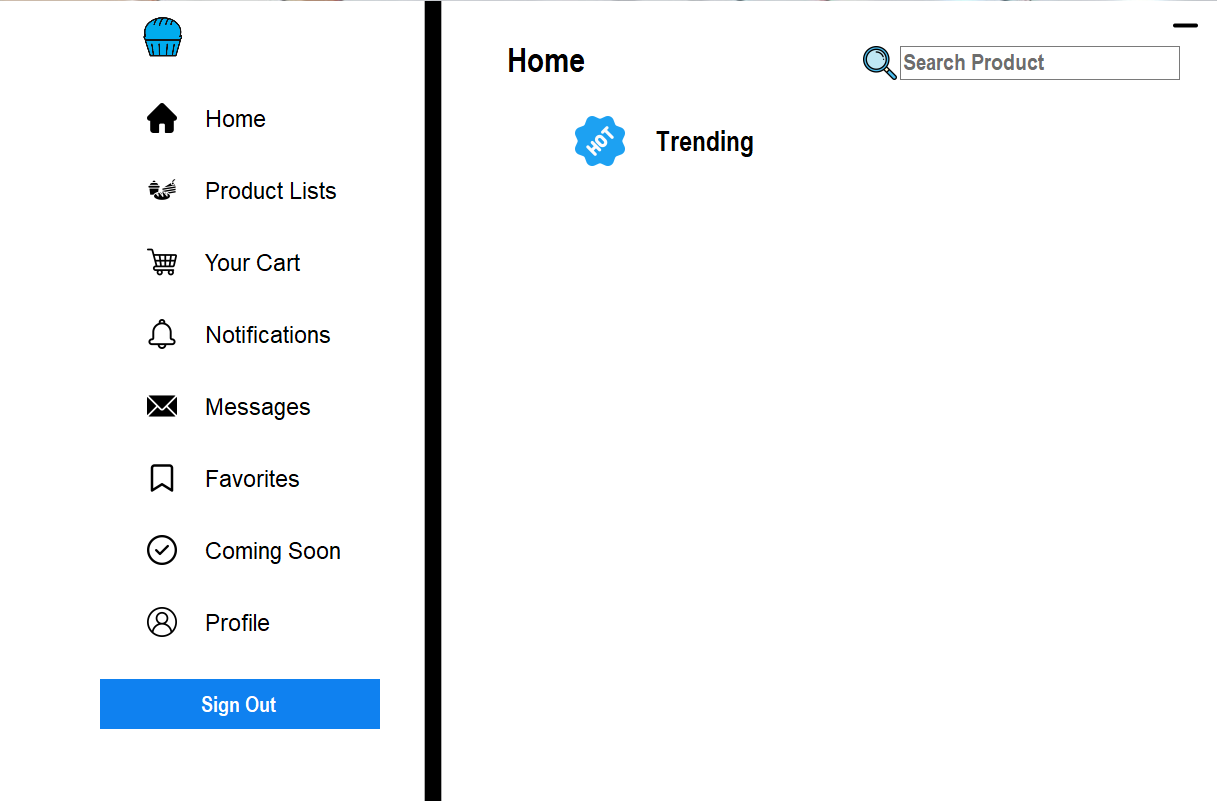 Home
Product Lists
Your Cart
Notifications
Messages
Favorites
Coming Soon
Profile
Sign Out
Home
Search Product
HOT
Trending